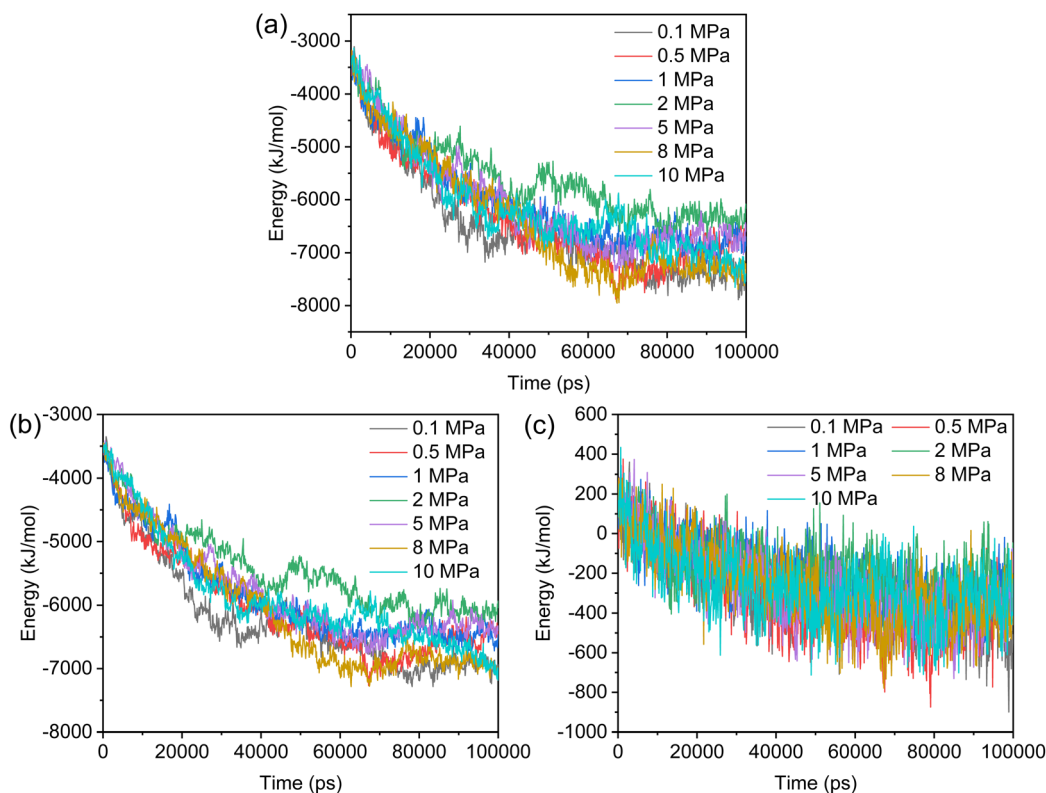 (a)
-3000
-4000
-5000
-6000
-7000
-8000
Energy (kJ/mol)
0.1 MPa
0.5 MPa
1 MPa
2 MPa
5 MPa
8 MPa
10 MPa
0 20000 40000 60000 80000 100000
Time (ps)
(b)
-3000
-4000
-5000
-6000
-7000
-8000
Energy (kJ/mol)
0.1 MPa
0.5 MPa
1 MPa
2 MPa
5 MPa
8 MPa
10 MPa
0 20000 40000 60000 80000 100000
Time (ps)
(c)
600
400
200
0
-200
-400
-600
-800
-1000
Energy (kJ/mol)
0.1 MPa 0.5 MPa
1 MPa 2 MPa
5 MPa 8 MPa
10 MPa
0 20000 40000 60000 80000 100000
Time (ps)